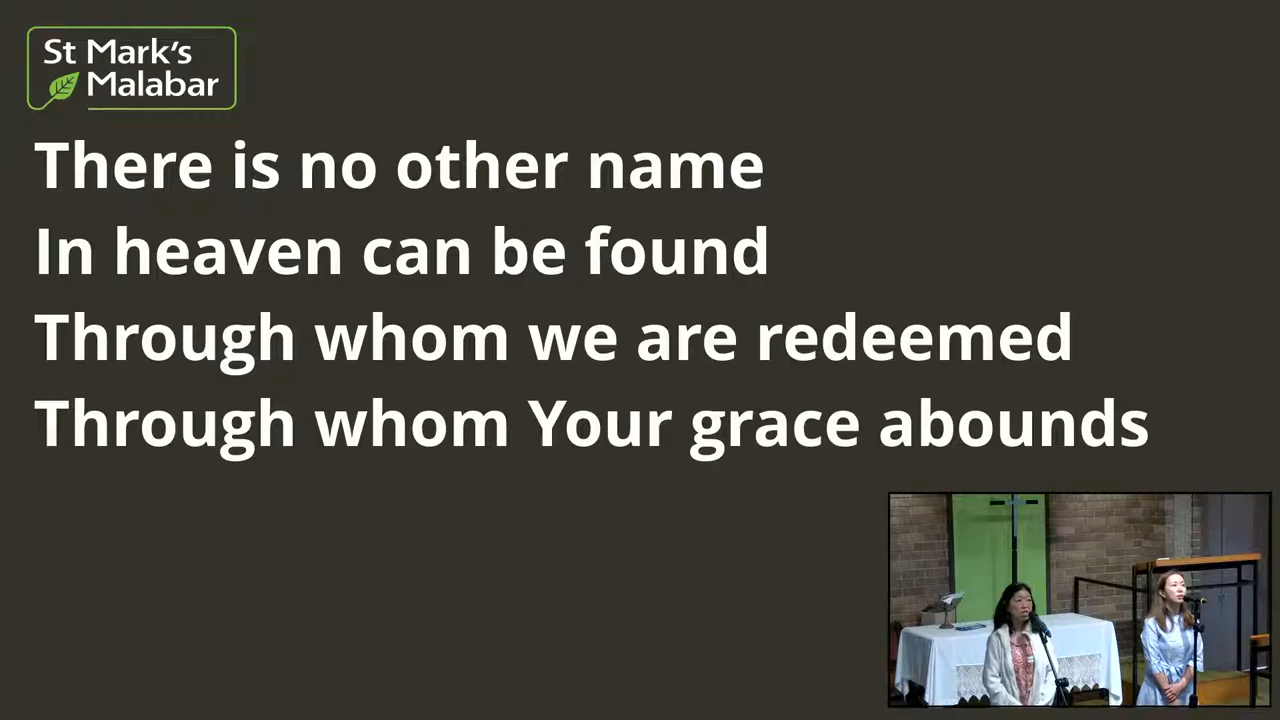 St Mark's
Malabar
There is no other name
In heaven can be found
Through whom we are redeemed
Through whom Your grace abounds